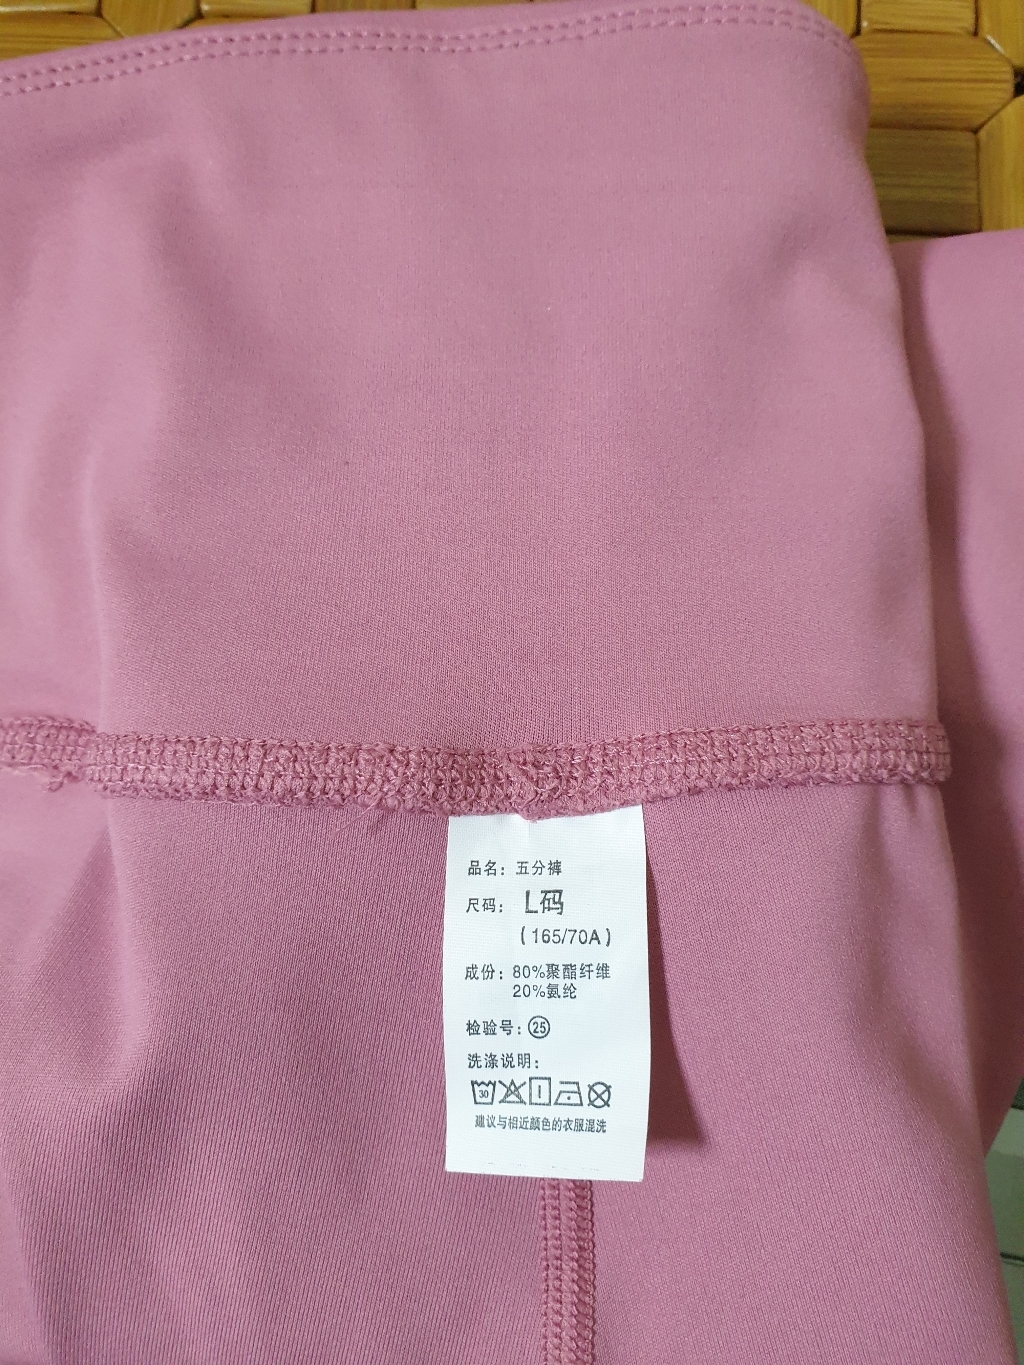 品名：五分裤
尺码：L码
(165/70A)
成份：80%聚酯纤维
20%氨纶
检验号：㉕
洗涤说明：
30
建议与相近颜色的衣服混洗